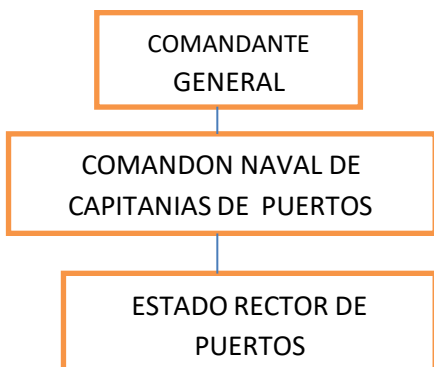 COMANDANTE
GENERAL
COMANDON NAVAL DE
CAPITANIAS DE PUERTOS
ESTADO RECTOR DE
PUERTOS